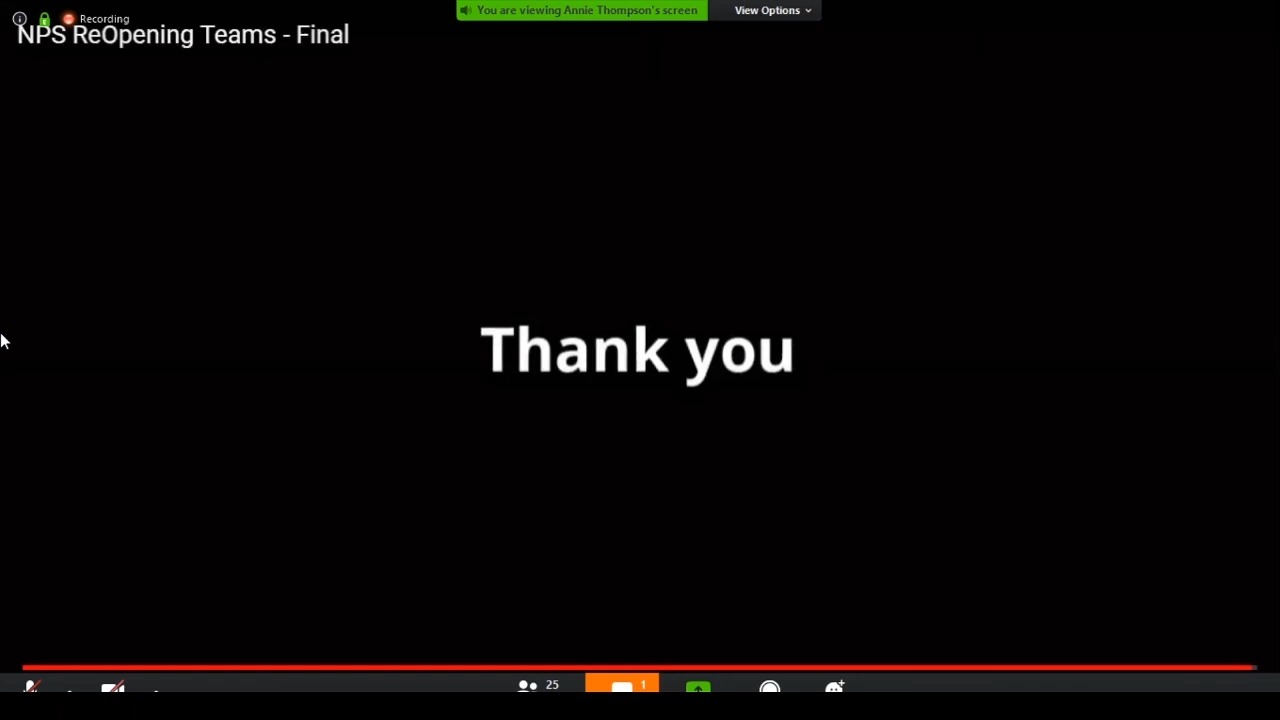 You are viewing Annie Thompson's screen
View Options
Recording
NPS ReOpening Teams - Final
Thank you
25
1